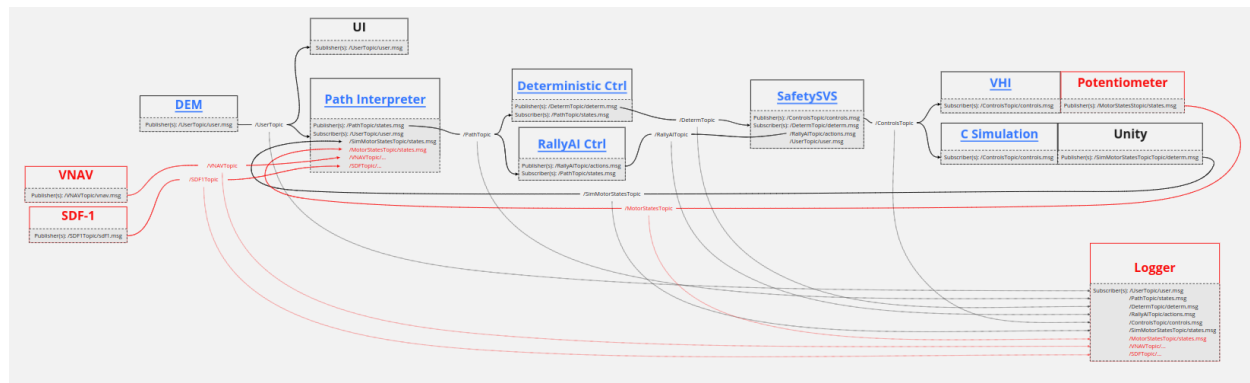 UI
Subliser(s): /UserTopic/user.msg
DEM
Publisher(s): /UserTopic/user.msg
/UserTopic
Path Interpreter
Publisher(s): /PathTopic/states.msg
Subscriber(s): /UserTopic/user.msg
/SimMotorStatesTopic/states.msg
/MotorStatesTopic/states.msg
/VNAVTopic/...
/SDFTopic/...
/PathTopic
Deterministic Ctrl
Publisher(s): /DetermTopic/determ.msg
Subscriber(s): /PathTopic/states.msg
RallyAI Ctrl
Publisher(s): /RallyAITopic/actions.msg
Subscriber(s): /PathTopic/states.msg
/DetermTopic
/RallyAITopic
SafetySVS
Publisher(s): /ControlsTopic/controls.msg
Subscriber(s): /DetermTopic/determ.msg
/RallyAITopic/actions.msg
/UserTopic/user.msg
/ControlsTopic
VHI
Subscriber(s): /ControlsTopic/controls.msg
Potentiometer
Publisher(s): /MotorStatesTopic/states.msg
C Simulation
Subscriber(s): /ControlsTopic/controls.msg
Unity
Publisher(s): /SimMotorStatesTopicTopic/determ.msg
VNAV
Publisher(s): /VNAVTopic/vnav.msg
SDF-1
Publisher(s): /SDF1Topic/sdf1.msg
/VNAVTopic
/SDF1Topic
/SimMotorStatesTopic
/MotorStatesTopic
Logger
Subscriber(s): /UserTopic/user.msg
/PathTopic/states.msg
/DetermTopic/determ.msg
/RallyAITopic/actions.msg
/ControlsTopic/controls.msg
/SimMotorStatesTopic/states.msg
/MotorStatesTopic/states.msg
/VNAVTopic/...
/SDFTopic/...